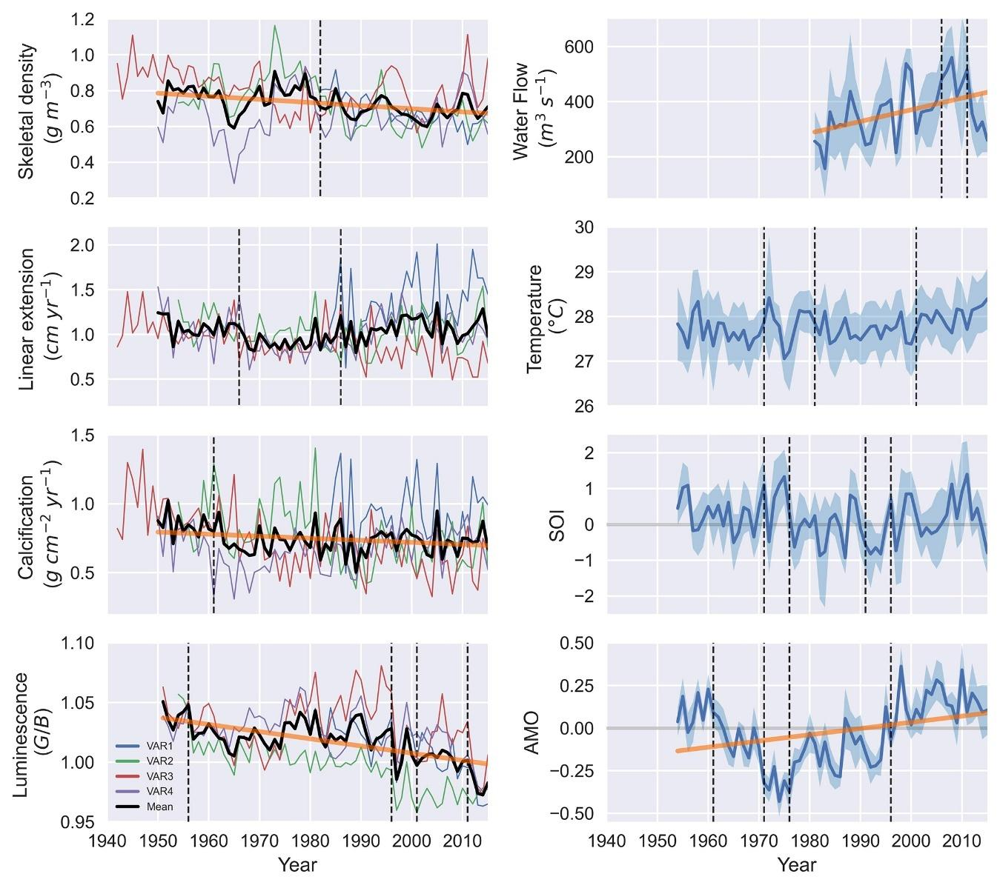 Skeletal density
(g m⁻³)
1.2
1.0
0.8
0.6
0.4
0.2
Water Flow
(m³ s⁻¹)
600
400
200
Linear extension
(cm yr⁻¹)
2.0
1.5
1.0
0.5
Temperature
(°C)
30
29
28
27
26
Calcification
(g cm⁻² yr⁻¹)
1.5
1.0
0.5
SOI
2
1
0
−1
−2
Luminescence
(G/B)
1.10
1.05
1.00
0.95
VAR1
VAR2
VAR3
VAR4
Mean
1940 1950 1960 1970 1980 1990 2000 2010
Year
AMO
0.50
0.25
0.00
−0.25
−0.50
1940 1950 1960 1970 1980 1990 2000 2010
Year